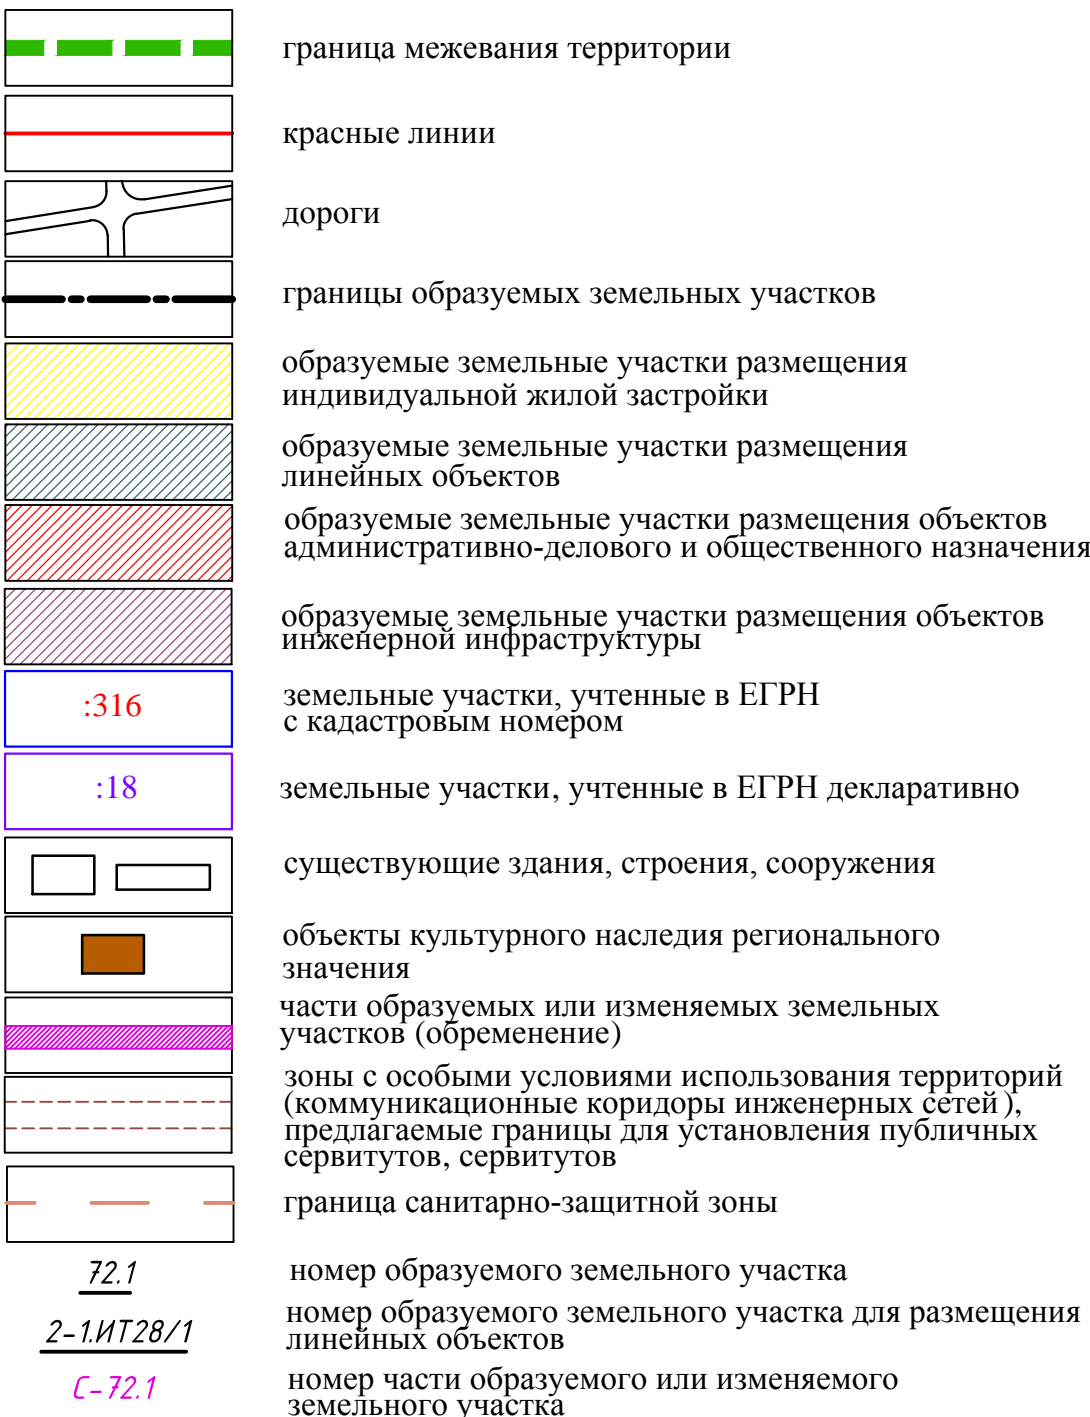 граница межевания территории
красные линии
дороги
границы образуемых земельных участков
образуемые земельные участки размещения
индивидуальной жилой застройки
образуемые земельные участки размещения
линейных объектов
образуемые земельные участки размещения объектов
административно-делового и общественного назначения
образуемые земельные участки размещения объектов
инженерной инфраструктуры
:316
земельные участки, учтенные в ЕГРН
с кадастровым номером
:18
земельные участки, учтенные в ЕГРН декларативно
существующие здания, строения, сооружения
объекты культурного наследия регионального
значения
части образуемых или изменяемых земельных
участков (обременение)
зоны с особыми условиями использования территорий
(коммуникационные коридоры инженерных сетей),
предлагаемые границы для установления публичных
сервитутов, сервитутов
граница санитарно-защитной зоны
72.1
номер образуемого земельного участка
2-1.ИТ28/1
номер образуемого земельного участка для размещения
линейных объектов
С-72.1
номер части образуемого или изменяемого
земельного участка